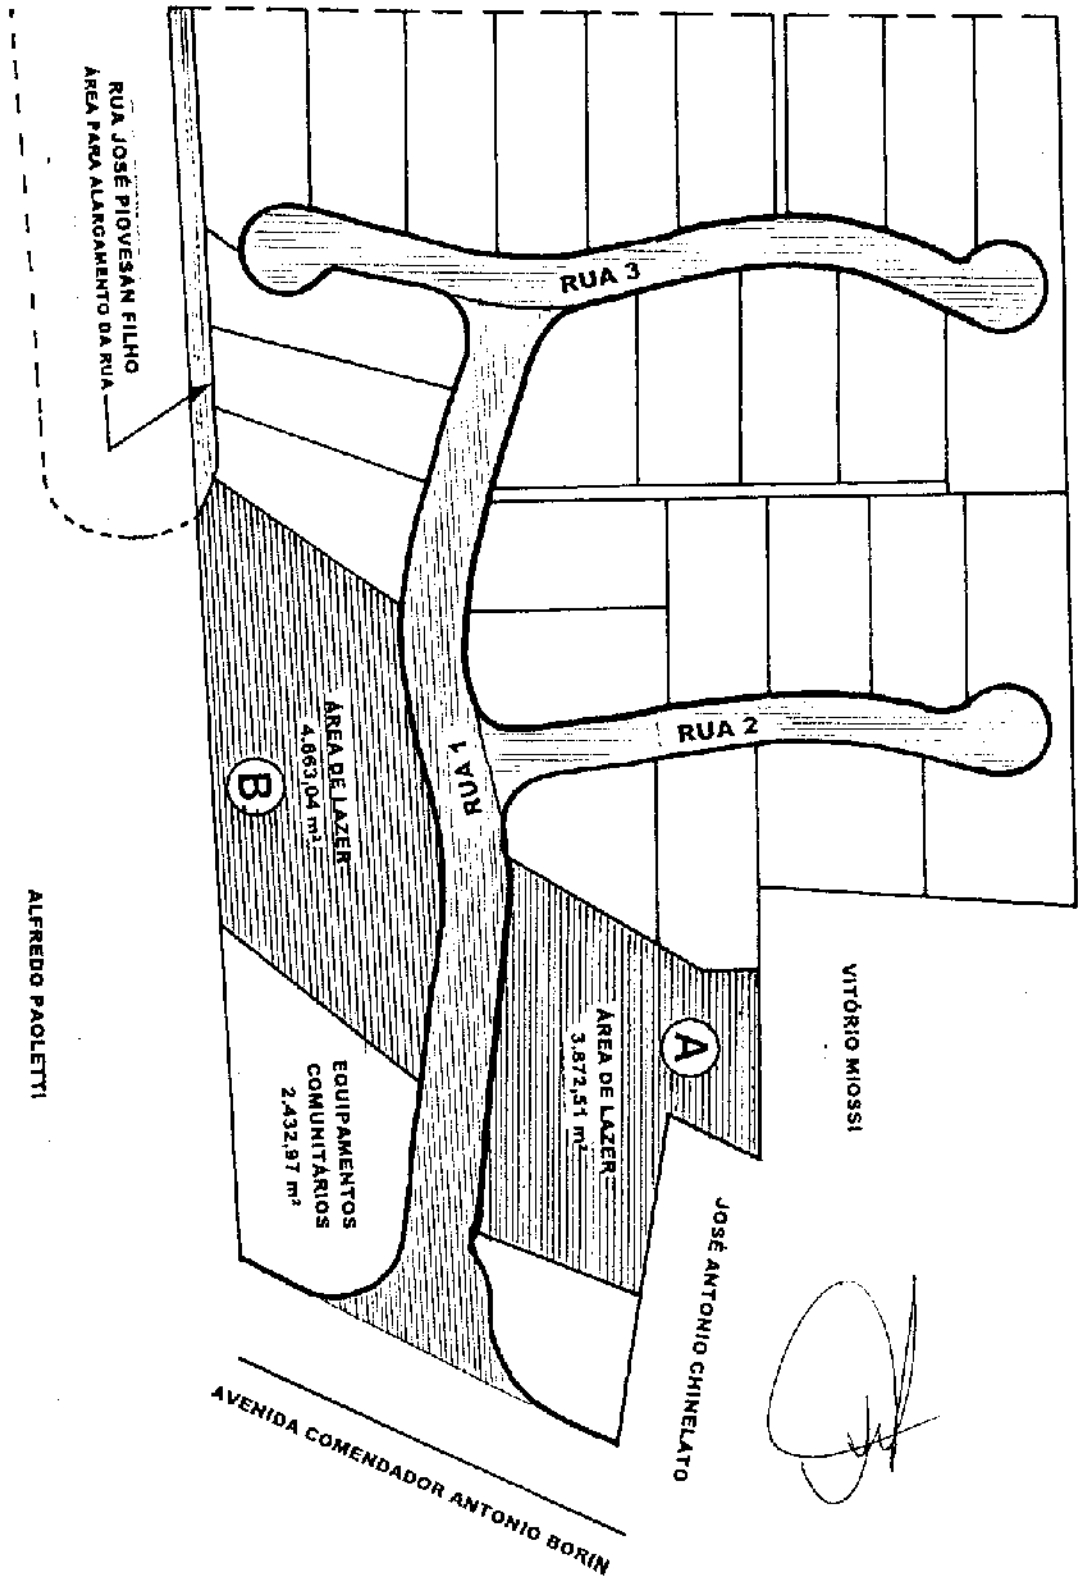 RUA JOSÉ PIOVESAN FILHO
ÁREA PARA ALARGAMENTO DA RUA
RUA 3
RUA 2
RUA 1
ÁREA DE LAZER
4.663,04 m²
B
ÁREA DE LAZER
3.872,51 m²
A
EQUIPAMENTOS
COMUNITÁRIOS
2.432,97 m²
ALFREDO PAOLETTI
VITÓRIO MIOSSI
JOSÉ ANTONIO CHINELATO
AVENIDA COMENDADOR ANTONIO BORIN